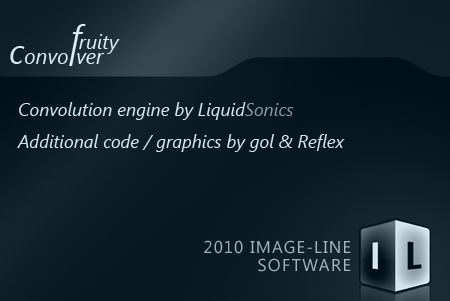 fruity
Convolver
Convolution engine by LiquidSonics
Additional code / graphics by gol & Reflex
2010 IMAGE-LINE
SOFTWARE
I L